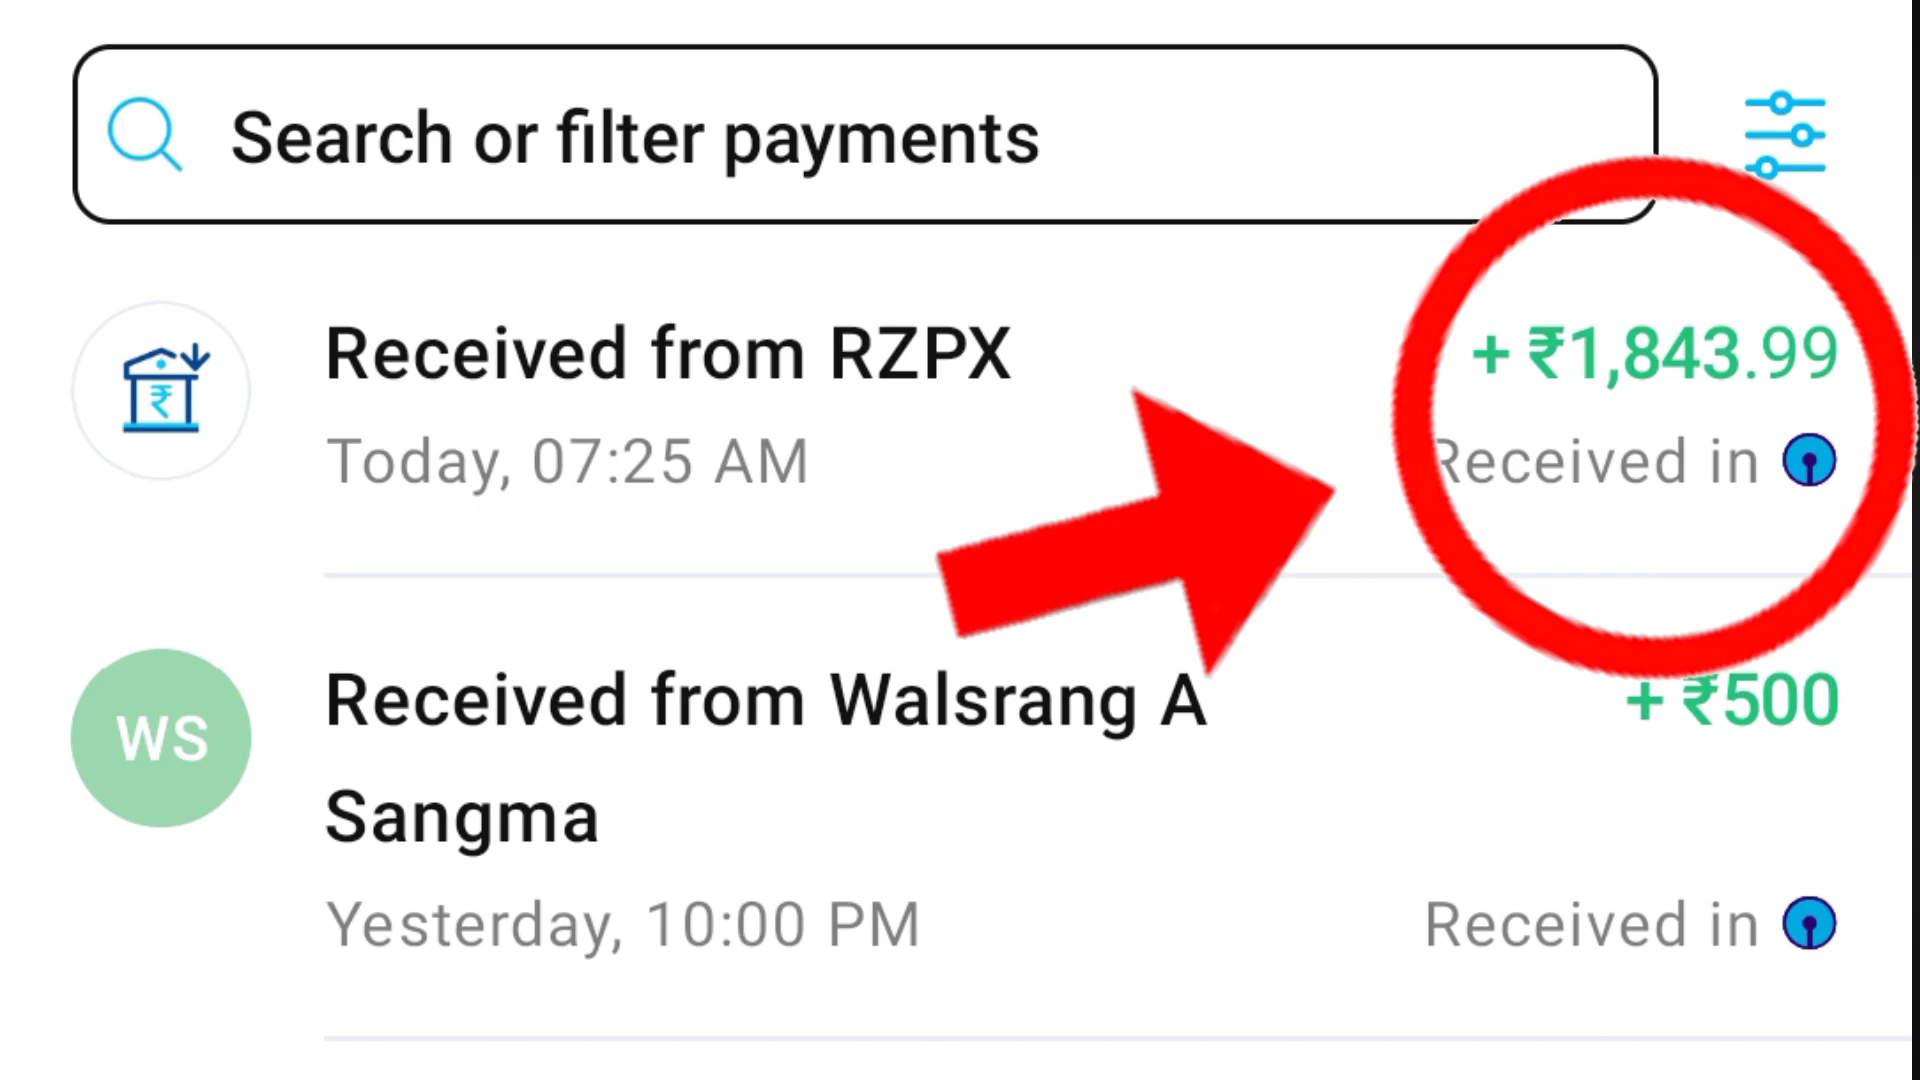 Search or filter payments
Received from RZPX
+ ₹1,843.99
Today, 07:25 AM
Received in
₹
WS
Received from Walsrang A
Sangma
+ ₹500
Yesterday, 10:00 PM
Received in